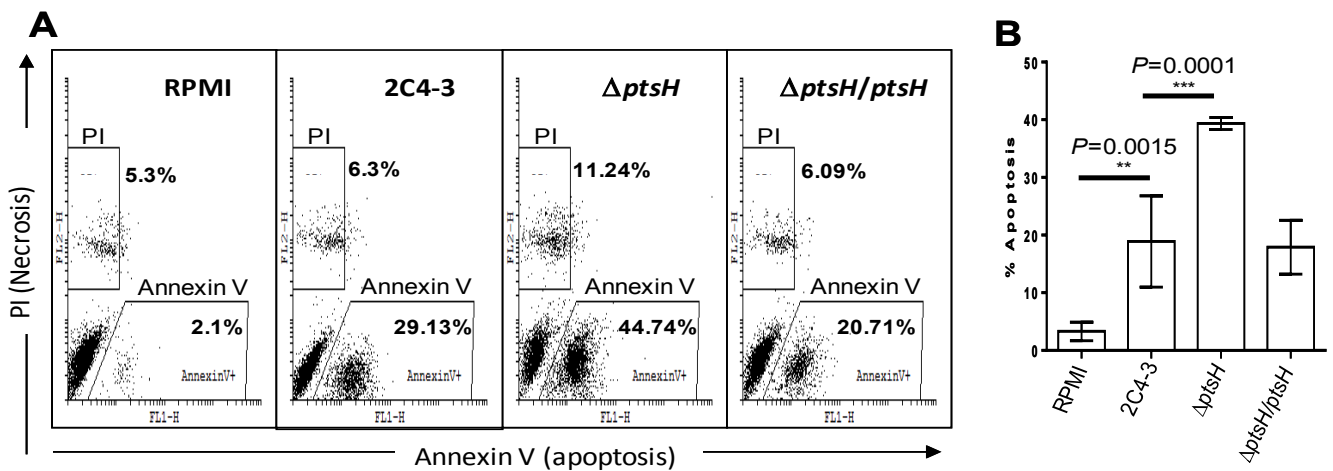 A
PI (Necrosis)
RPMI
PI
5.3%
FL2-H
Annexin V
2.1%
AnnexinV+
FL1-H
2C4-3
PI
6.3%
FL2-H
Annexin V
29.13%
AnnexinV+
FL1-H
ΔptsH
PI
11.24%
FL2-H
Annexin V
44.74%
AnnexinV+
FL1-H
ΔptsH/ptsH
PI
6.09%
FL2-H
Annexin V
20.71%
AnnexinV+
FL1-H
Annexin V (apoptosis)
B
P=0.0001
***
P=0.0015
**
% Apoptosis
50
40
30
20
10
0
RPMI
2C4-3
ΔptsH
ΔptsH/ptsH